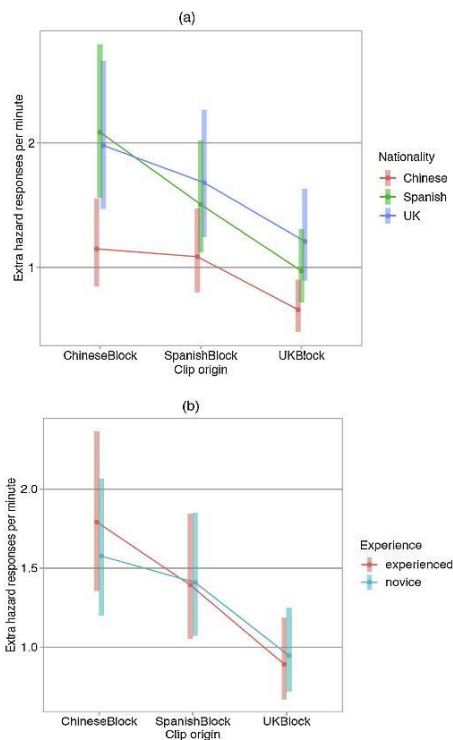 (a)
Extra hazard responses per minute
2
1
Nationality
Chinese
Spanish
UK
ChineseBlock
SpanishBlock
UKBlock
Clip origin
(b)
Extra hazard responses per minute
2.0
1.5
1.0
Experience
experienced
novice
ChineseBlock
SpanishBlock
UKBlock
Clip origin